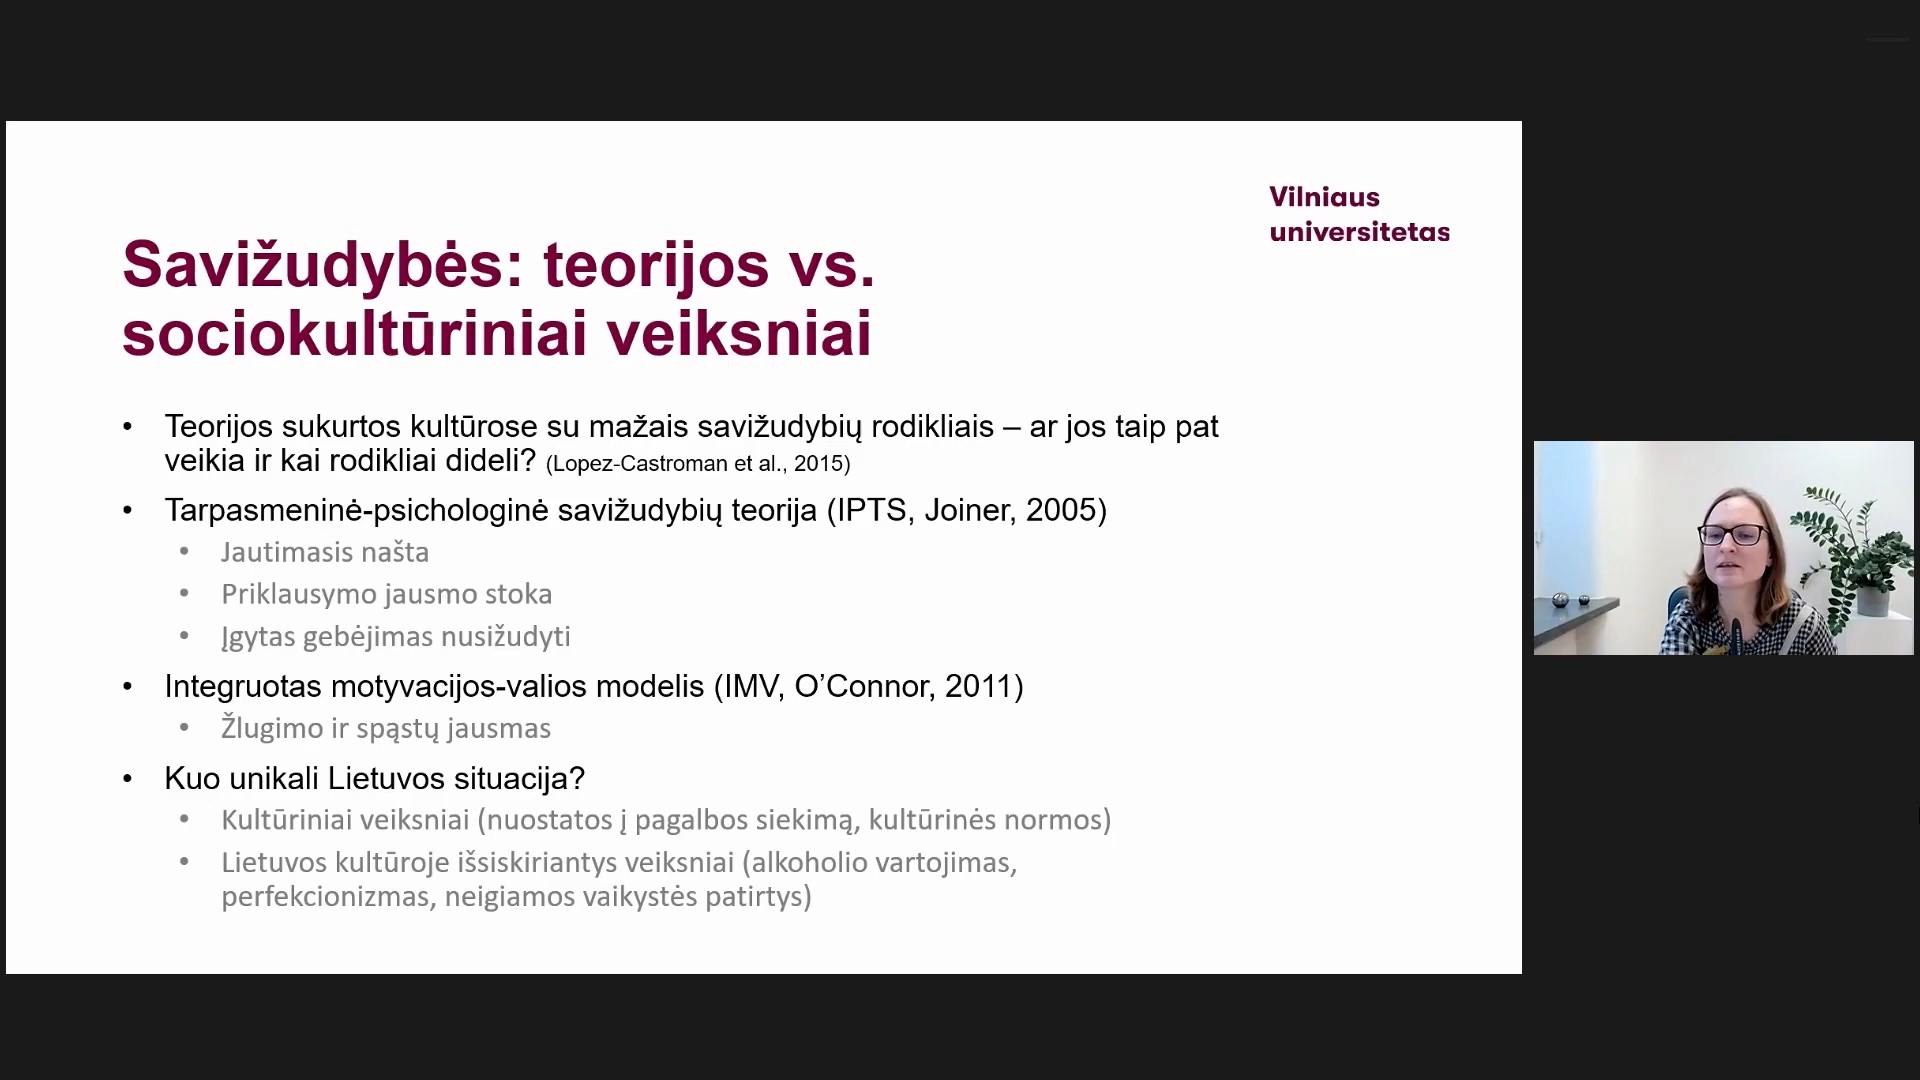 Vilniaus
universitetas
Savižudybės: teorijos vs.
sociokultūriniai veiksniai
• Teorijos sukurtos kultūrose su mažais savižudybių rodikliais – ar jos taip pat
veikia ir kai rodikliai dideli? (Lopez-Castroman et al., 2015)
• Tarpasmeninė-psichologinė savižudybių teorija (IPTS, Joiner, 2005)
• Jautimasis našta
• Priklausymo jausmo stoka
• Įgytas gebėjimas nusižudyti
• Integruotas motyvacijos-valios modelis (IMV, O’Connor, 2011)
• Žlugimo ir spąstų jausmas
• Kuo unikali Lietuvos situacija?
• Kultūriniai veiksniai (nuostatos į pagalbos siekimą, kultūrinės normos)
• Lietuvos kultūroje išsiskiriantys veiksniai (alkoholio vartojimas,
perfekcionizmas, neigiamos vaikystės patirtys)